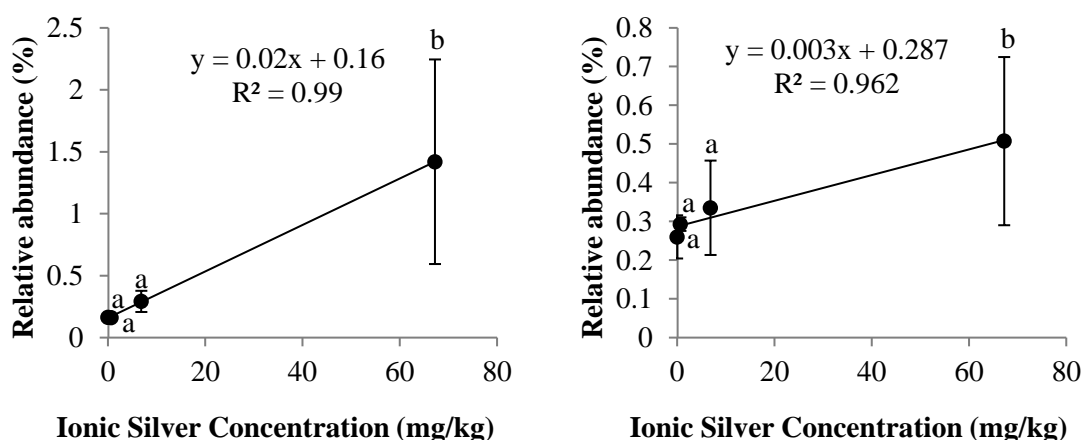 Relative abundance (%)
2.5
2
1.5
1
0.5
0
y = 0.02x + 0.16
R² = 0.99
a
a
a
b
0
20
40
60
80
Ionic Silver Concentration (mg/kg)
Relative abundance (%)
0.8
0.7
0.6
0.5
0.4
0.3
0.2
0.1
0
y = 0.003x + 0.287
R² = 0.962
a
a
a
b
0
20
40
60
80
Ionic Silver Concentration (mg/kg)